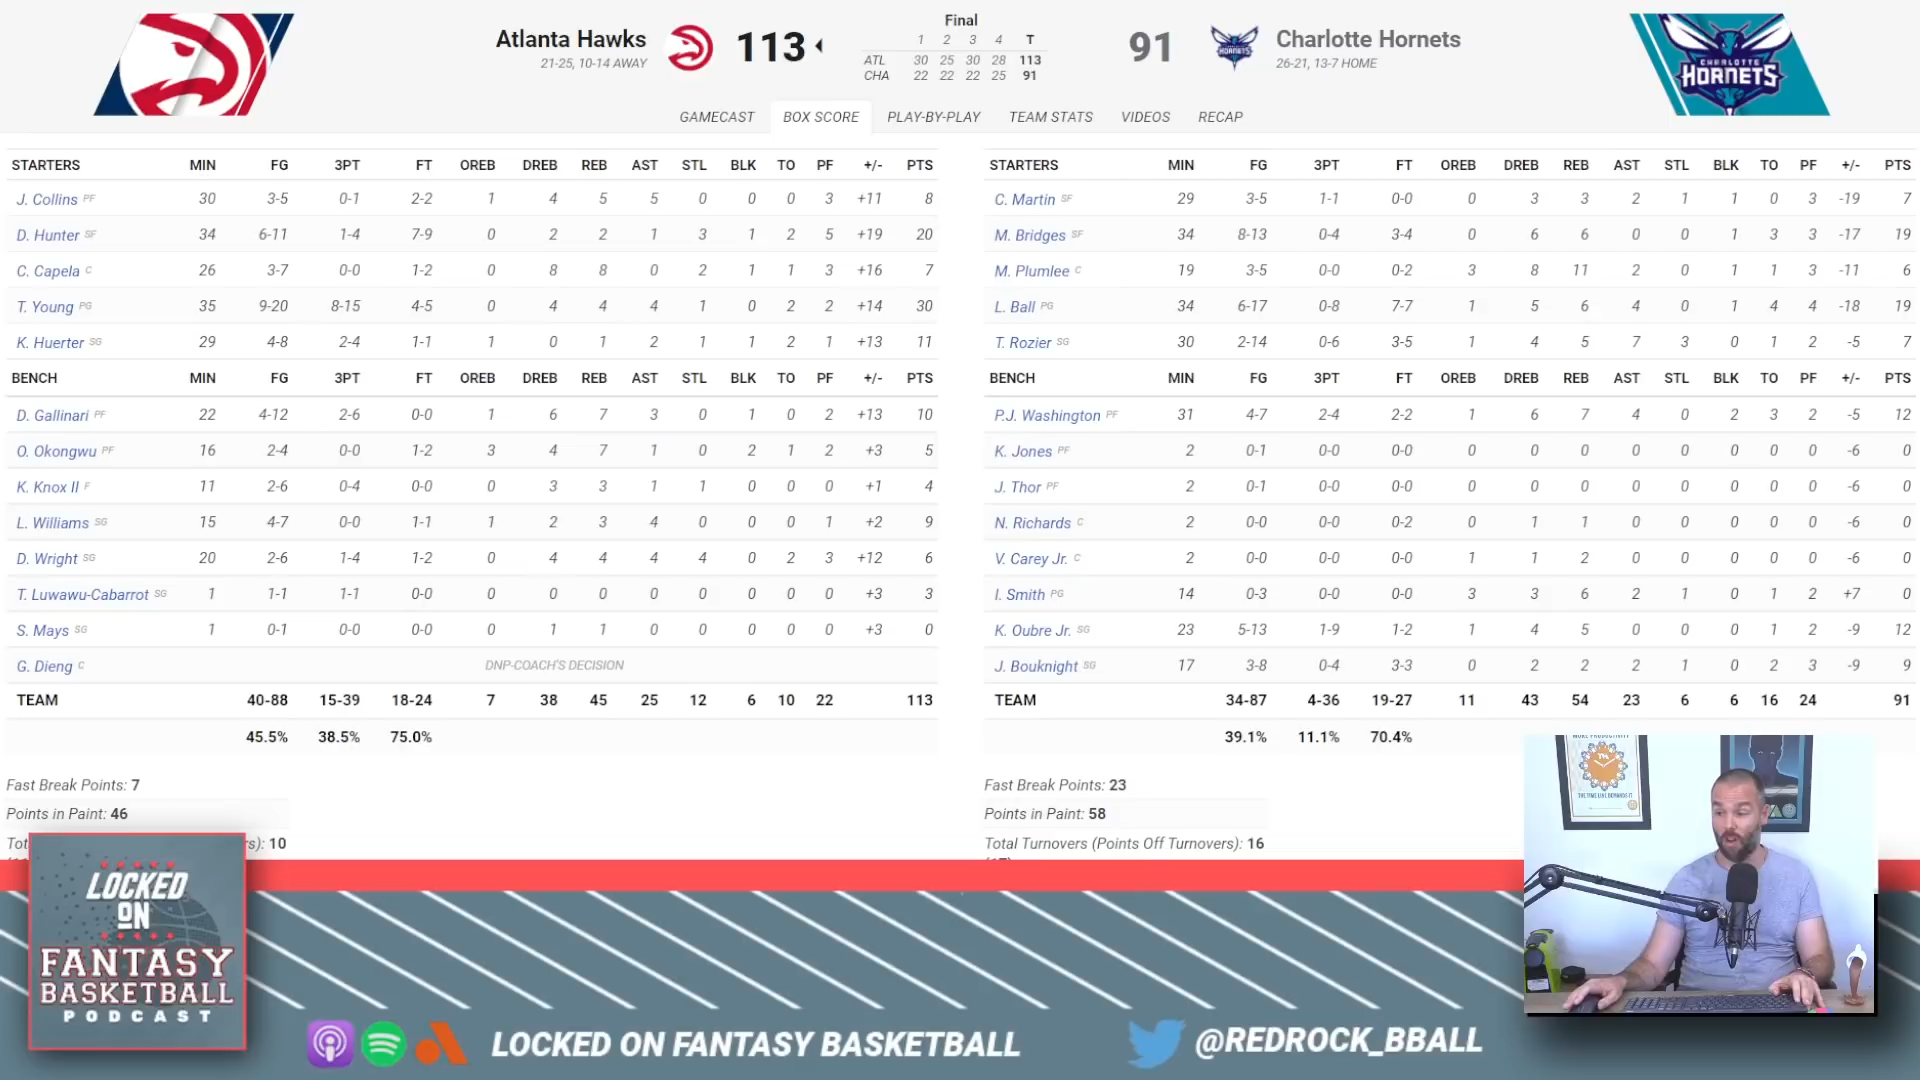 Atlanta Hawks
21-25, 10-14 AWAY
113
Final
1 2 3 4 T
ATL 30 25 30 28 113
CHA 22 22 22 25 91
91
HORNETS
Charlotte Hornets
26-21, 13-7 HOME
CHARLOTTE
HORNETS
GAMECAST BOX SCORE PLAY-BY-PLAY TEAM STATS VIDEOS RECAP
STARTERS MIN FG 3PT FT OREB DREB REB AST STL BLK TO PF +/- PTS
J. Collins PF 30 3-5 0-1 2-2 1 4 5 5 0 0 0 3 +11 8
D. Hunter SF 34 6-11 1-4 7-9 0 2 2 1 3 1 2 5 +19 20
C. Capela C 26 3-7 0-0 1-2 0 8 8 0 2 1 1 3 +16 7
T. Young PG 35 9-20 8-15 4-5 0 4 4 4 1 0 2 2 +14 30
K. Huerter SG 29 4-8 2-4 1-1 1 0 1 2 1 1 2 1 +13 11
BENCH MIN FG 3PT FT OREB DREB REB AST STL BLK TO PF +/- PTS
D. Gallinari PF 22 4-12 2-6 0-0 1 6 7 3 0 1 0 2 +13 10
O. Okongwu PF 16 2-4 0-0 1-2 3 4 7 1 0 2 1 2 +3 5
K. Knox II F 11 2-6 0-4 0-0 0 3 3 1 1 0 0 0 +1 4
L. Williams SG 15 4-7 0-0 1-1 1 2 3 4 0 0 0 1 +2 9
D. Wright SG 20 2-6 1-4 1-2 0 4 4 4 4 0 2 3 +12 6
T. Luwawu-Cabarrot SG 1 1-1 1-1 0-0 0 0 0 0 0 0 0 0 +3 3
S. Mays SG 1 0-1 0-0 0-0 0 1 1 0 0 0 0 0 +3 0
G. Dieng C DNP-COACH'S DECISION
TEAM 40-88 15-39 18-24 7 38 45 25 12 6 10 22 113
45.5% 38.5% 75.0%
Fast Break Points: 7
Points in Paint: 46
Tot rs): 10
STARTERS MIN FG 3PT FT OREB DREB REB AST STL BLK TO PF +/- PTS
C. Martin SF 29 3-5 1-1 0-0 0 3 3 2 1 1 0 3 -19 7
M. Bridges SF 34 8-13 0-4 3-4 0 6 6 0 0 1 3 3 -17 19
M. Plumlee C 19 3-5 0-0 0-2 3 8 11 2 0 1 1 3 -11 6
L. Ball PG 34 6-17 0-8 7-7 1 5 6 4 0 1 4 4 -18 19
T. Rozier SG 30 2-14 0-6 3-5 1 4 5 7 3 0 1 2 -5 7
BENCH MIN FG 3PT FT OREB DREB REB AST STL BLK TO PF +/- PTS
P.J. Washington PF 31 4-7 2-4 2-2 1 6 7 4 0 2 3 2 -5 12
K. Jones PF 2 0-1 0-0 0-0 0 0 0 0 0 0 0 0 -6 0
J. Thor PF 2 0-1 0-0 0-0 0 0 0 0 0 0 0 0 -6 0
N. Richards C 2 0-0 0-0 0-2 0 1 1 0 0 0 0 0 -6 0
V. Carey Jr. C 2 0-0 0-0 0-0 1 1 2 0 0 0 0 0 -6 0
I. Smith PG 14 0-3 0-0 0-0 3 3 6 2 1 0 1 2 +7 0
K. Oubre Jr. SG 23 5-13 1-9 1-2 1 4 5 0 0 0 1 2 -9 12
J. Bouknight SG 17 3-8 0-4 3-3 0 2 2 2 1 0 2 3 -9 9
TEAM 34-87 4-36 19-27 11 43 54 23 6 6 16 24 91
39.1% 11.1% 70.4%
Fast Break Points: 23
Points in Paint: 58
Total Turnovers (Points Off Turnovers): 16
MORE PRODUCTIVITY
THE TIME LINE DEMANDS IT
LOCKED
ON
FANTASY
BASKETBALL
PODCAST
LOCKED ON FANTASY BASKETBALL
@REDROCK_BBALL